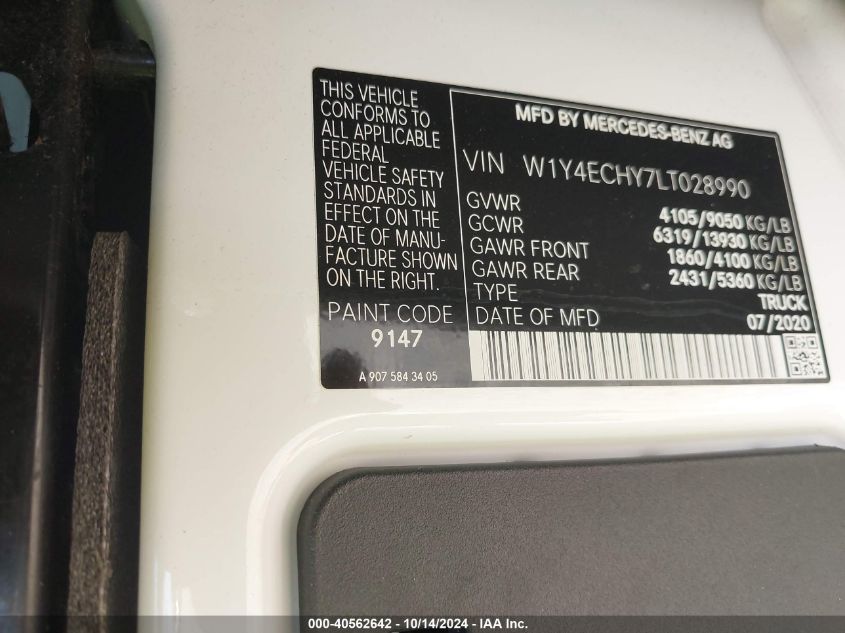 THIS VEHICLE
CONFORMS TO
ALL APPLICABLE
FEDERAL
VEHICLE SAFETY
STANDARDS IN
EFFECT ON THE
DATE OF MANU-
FACTURE SHOWN
ON THE RIGHT.
PAINT CODE
9147
A 907 584 34 05
MFD BY MERCEDES-BENZ AG
VIN W1Y4ECHY7LT028990
GVWR 4105/9050 KG/LB
GCWR 6319/13930 KG/LB
GAWR FRONT 1860/4100 KG/LB
GAWR REAR 2431/5360 KG/LB
TYPE TRUCK
DATE OF MFD 07/2020
000-40562642 - 10/14/2024 - IAA Inc.